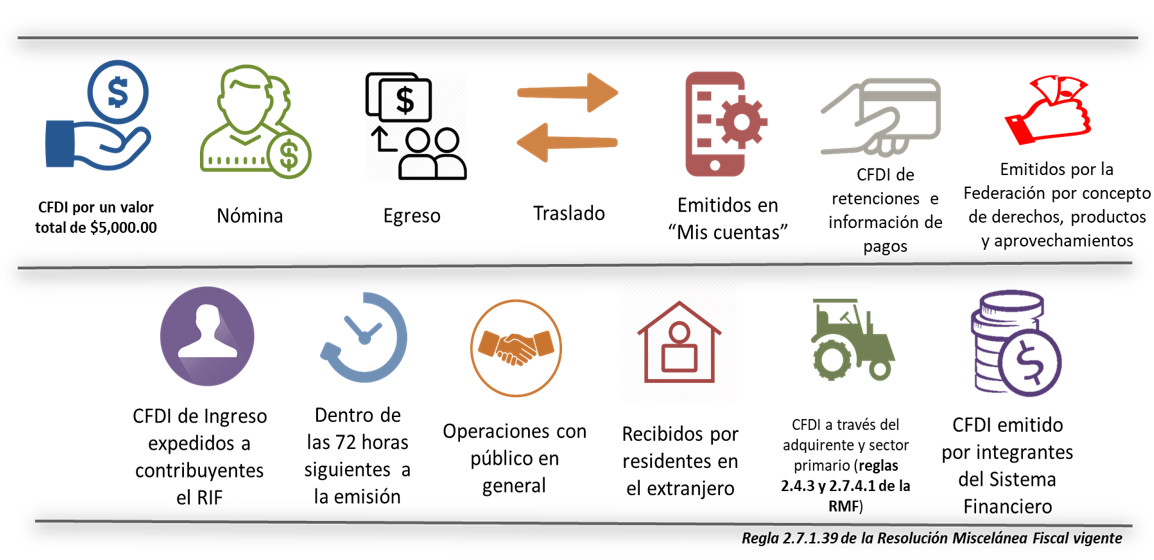 CFDI por un valor
total de $5,000.00
Nómina
Egreso
Traslado
Emitidos en
“Mis cuentas”
CFDI de
retenciones e
información de
pagos
Emitidos por la
Federación por concepto
de derechos, productos
y aprovechamientos
CFDI de Ingreso
expedidos a
contribuyentes
el RIF
Dentro de
las 72 horas
siguientes a
la emisión
Operaciones con
público en
general
Recibidos por
residentes en
el extranjero
CFDI a través del
adquirente y sector
primario (reglas
2.4.3 y 2.7.4.1 de la
RMF)
CFDI emitido
por integrantes
del Sistema
Financiero
Regla 2.7.1.39 de la Resolución Miscelánea Fiscal vigente